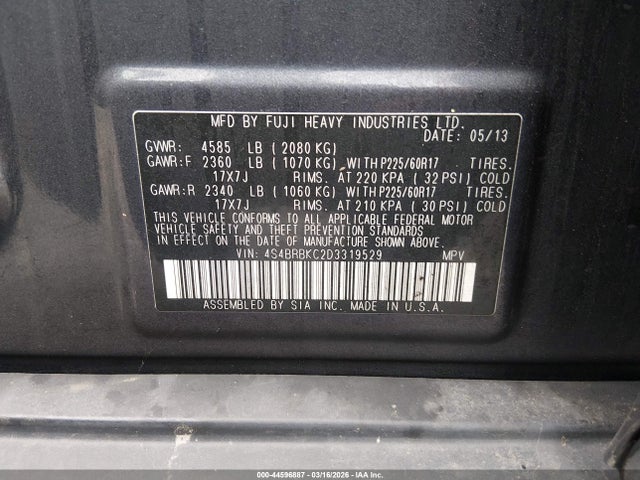 MFD BY FUJI HEAVY INDUSTRIES LTD.
DATE: 05/13
GVWR: 4585 LB ( 2080 KG)
GAWR:F 2360 LB ( 1070 KG) WITH P225/60R17 TIRES.
17X7J RIMS. AT 220 KPA ( 32 PSI) COLD
GAWR:R 2340 LB ( 1060 KG) WITH P225/60R17 TIRES.
17X7J RIMS. AT 210 KPA ( 30 PSI) COLD
THIS VEHICLE CONFORMS TO ALL APPLICABLE FEDERAL MOTOR
VEHICLE SAFETY AND THEFT PREVENTION STANDARDS
IN EFFECT ON THE DATE OF MANUFACTURE SHOWN ABOVE.
VIN: 4S4BRBKC2D3319529 MPV
ASSEMBLED BY SIA INC. MADE IN U.S.A.
000-44596887 - 03/16/2026 - COPYRIGHT IAA, LLC